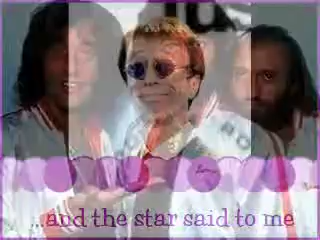 ...and the star said to me